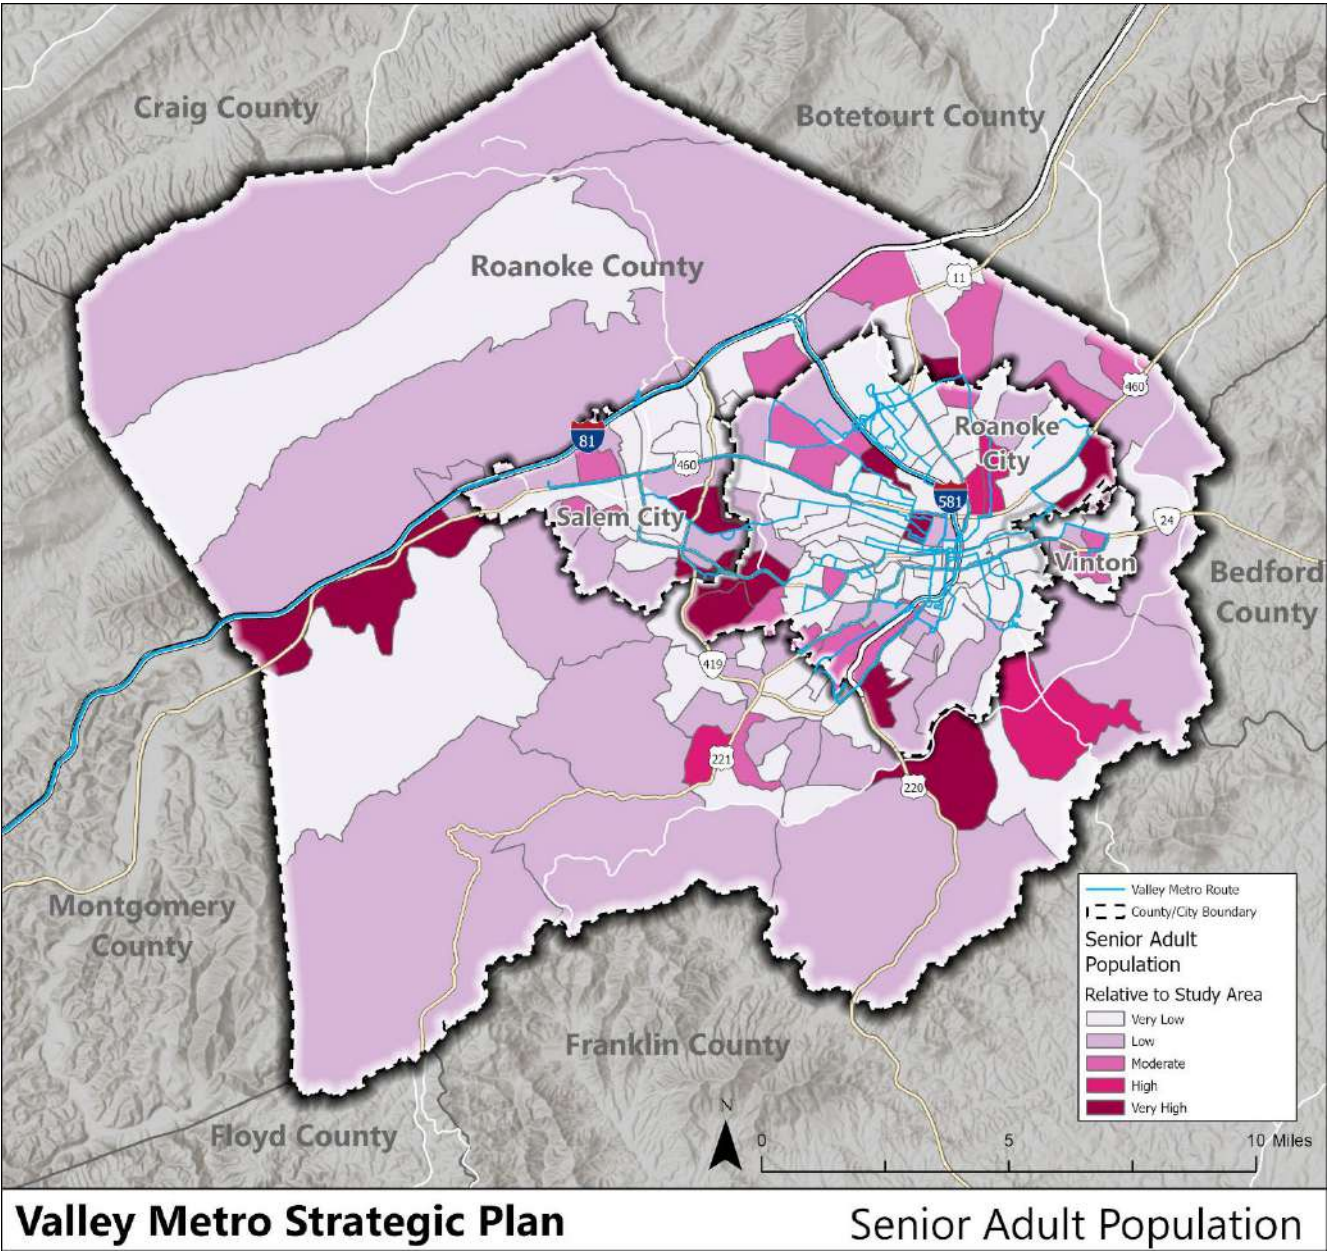 Craig County
Botetourt County
Roanoke County
11
460
Roanoke
City
81
460
581
Salem City
24
Vinton
Bedford
County
419
221
220
Montgomery
County
Franklin County
Floyd County
Valley Metro Route
County/City Boundary
Senior Adult
Population
Relative to Study Area
Very Low
Low
Moderate
High
Very High
N
0 5 10 Miles
Valley Metro Strategic Plan
Senior Adult Population